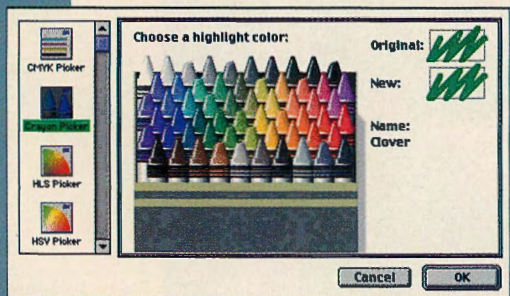 CMYK Picker
Crayon Picker
HLS Picker
HSV Picker
Choose a highlight color:
Original:
New:
Name:
Clover
Cancel
OK